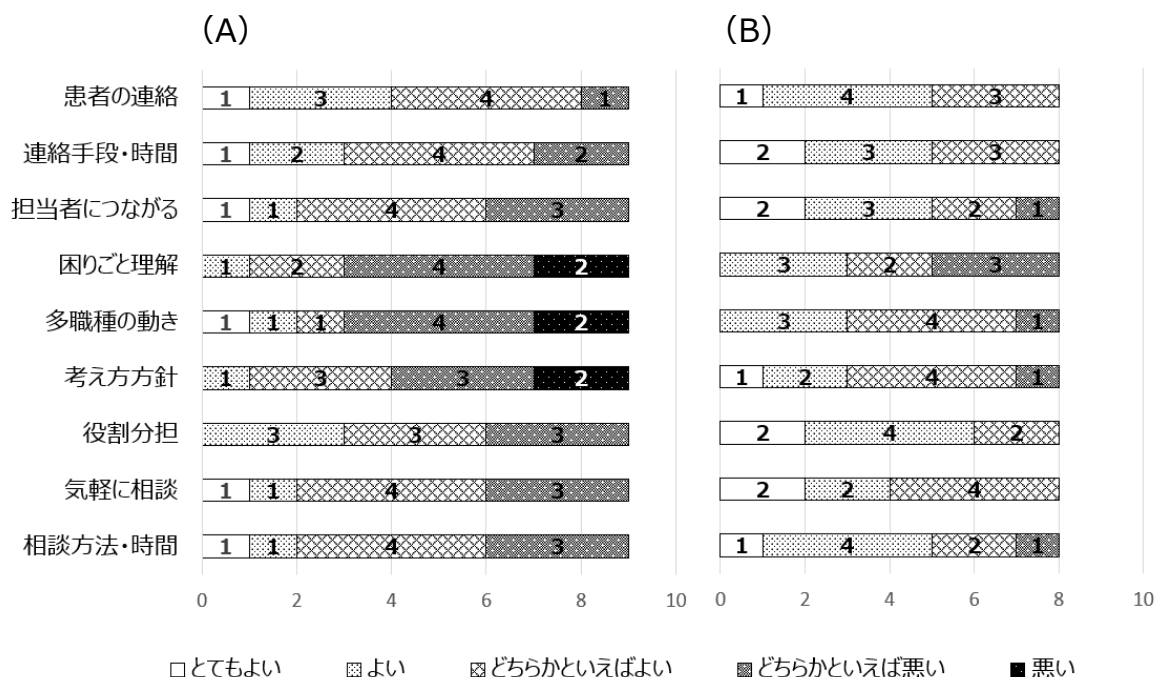 (A) (B)
患者の連絡 1 3 4 1 1 4 3
連絡手段・時間 1 2 4 2 2 3 3
担当者につながる 1 1 4 3 2 3 2 1
困りごと理解 1 2 4 2 3 2 3
多職種の動き 1 1 1 4 2 3 4 1
考え方方針 1 3 3 2 1 2 4 1
役割分担 3 3 3 2 4 2
気軽に相談 1 1 4 3 2 2 4
相談方法・時間 1 1 4 3 1 4 2 1
0 2 4 6 8 10 0 2 4 6 8 10
とてもよい よい どちらかといえばよい どちらかといえば悪い 悪い